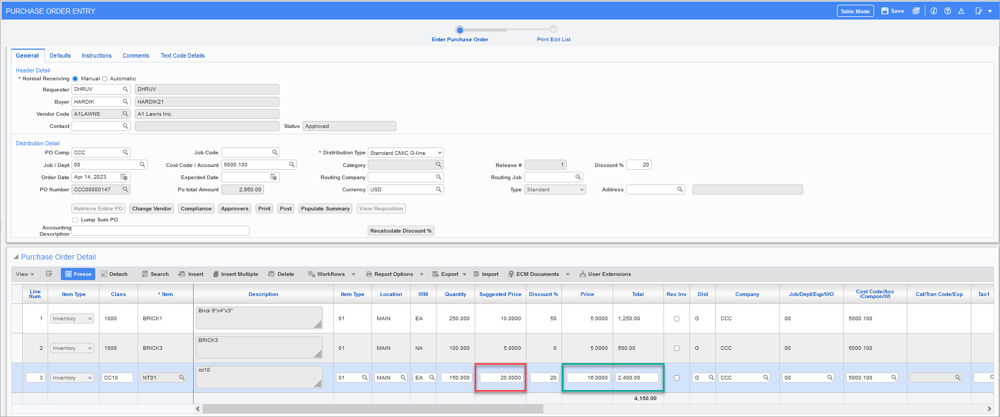 PURCHASE ORDER ENTRY Table Mode Save
Enter Purchase Order Print Edit List
General Defaults Instructions Comments Text Code Details
Header Detail
* Normal Receiving Manual Automatic
Requester DHRUV DHRUV
Buyer HARDIK HARDIK21
Vendor Code A1LAWNS A1 Lawns Inc.
Contact Status Approved
Distribution Detail
PO Comp CCC Job Code * Distribution Type Standard CMiC G-line
Job / Dept 00 Cost Code / Account 5000.100 Category Release # 1 Discount % 20
Order Date Apr 14, 2023 Expected Date Routing Company Routing Job
PO Number CCC00000147 Po total Amount 2,950.00 Currency USD Type Standard Address
Retrieve Entire PO Change Vendor Compliance Approvers Print Post Populate Summary View Requisition
Lump Sum PO
Accounting
Description Recalculate Discount %
Purchase Order Detail
View Freeze Detach Search Insert Insert Multiple Delete Workflows Report Options Export Import ECM Documents User Extensions
Line Num Item Type Class * Item Description Item Type Location WM Quantity Suggested Price Discount % Price Total Rec Inv Dist Company Job/Dept/Eqp/WO Cost Code/Acc /Compon/WI Cat/Tran Code/Exp Tax1
1 Inventory 1000 BRICK1 Brick 9"x4"x3" 01 MAIN EA 250.000 10.0000 50 5.0000 1,250.00 G CCC 00 5000.100
2 Inventory 1000 BRICK3 BRICK3 01 MAIN NA 100.000 5.0000 0 5.0000 500.00 G CCC 00 5000.100
3 Inventory CC10 NT01 cc10 01 MAIN EA 150.000 20.0000 20 16.0000 2,400.00 G CCC 00 5000.100
4,150.00